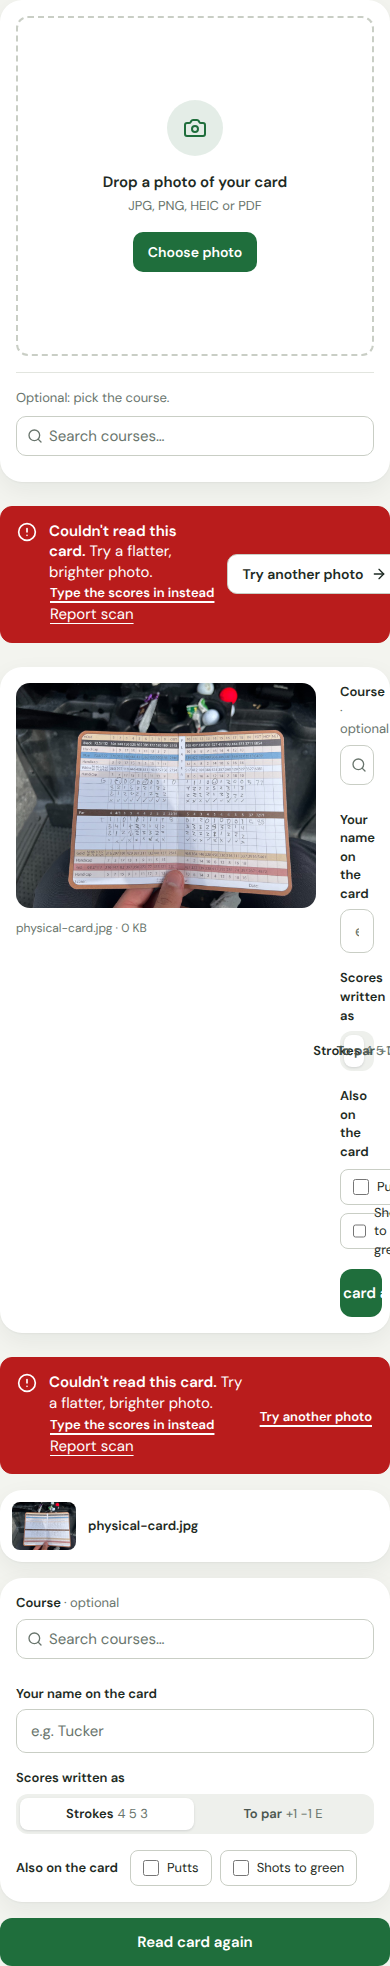 Drop a photo of your card
JPG, PNG, HEIC or PDF
Choose photo
Optional: pick the course.
Search courses...
Couldn't read this
card. Try a flatter,
brighter photo.
Type the scores in instead
Report scan
Try another photo →
Course
·
optional
physical-card.jpg · 0 KB
Your
name
on
the
card
Scores
written
as
Strokes
To par
Also
on
the
card
to
card
Couldn't read this card. Try
a flatter, brighter photo.
Type the scores in instead
Report scan
Try another photo
physical-card.jpg
Course · optional
Search courses...
Your name on the card
e.g. Tucker
Scores written as
Strokes 4 5 3
To par +1 −1 E
Also on the card
Putts
Shots to green
Read card again